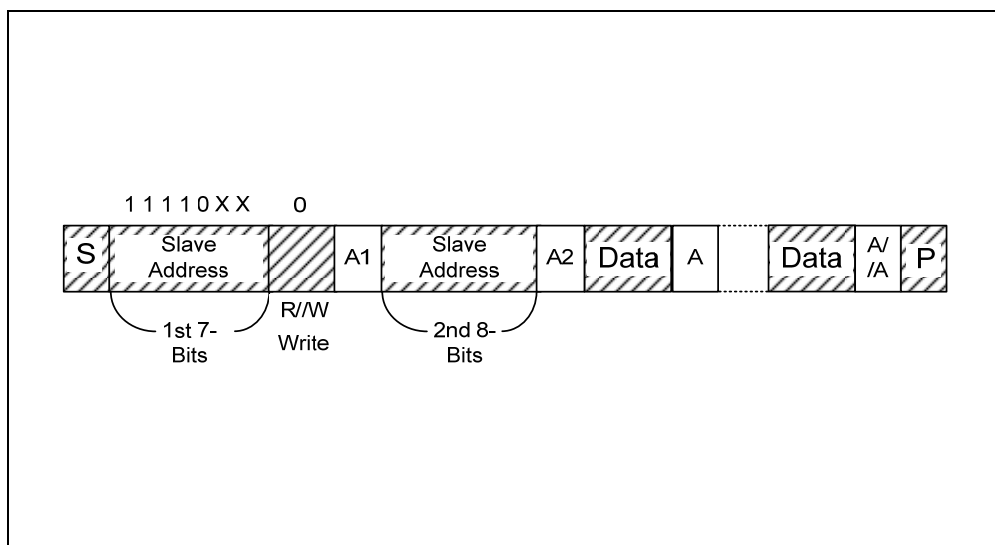 1 1 1 1 0 X X 0
S Slave Address A1 Slave Address A2 Data A Data A/ /A P
R//W
Write
1st 7-
Bits
2nd 8-
Bits